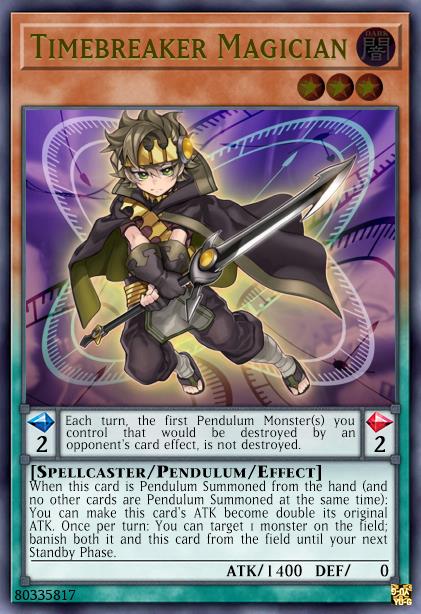 Timebreaker Magician
DARK
闇
Each turn, the first Pendulum Monster(s) you
control that would be destroyed by an
opponent's card effect, is not destroyed.
2
2
[Spellcaster/Pendulum/Effect]
When this card is Pendulum Summoned from the hand (and
no other cards are Pendulum Summoned at the same time):
You can make this card's ATK become double its original
ATK. Once per turn: You can target 1 monster on the field;
banish both it and this card from the field until your next
Standby Phase.
ATK/1400 DEF/ 0
80335817